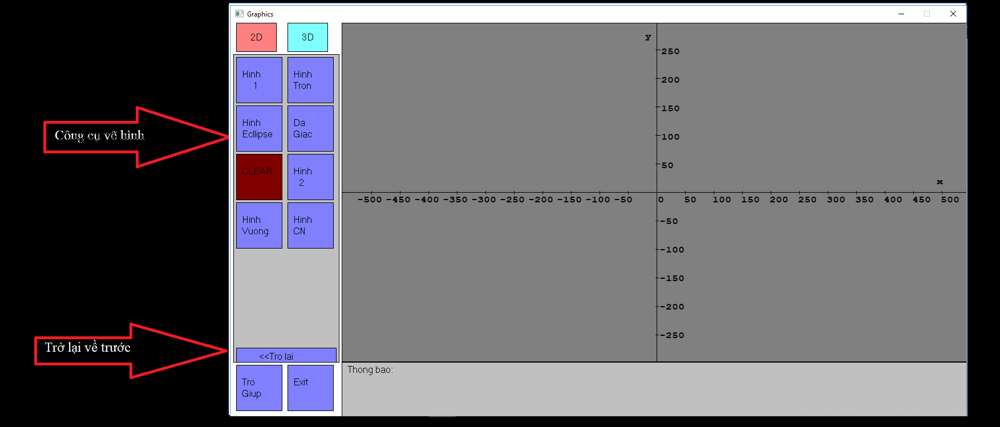 Graphics
2D
3D
Hinh
1
Hinh
Tron
Hinh
Ecllipse
Da
Giac
CLEAR
Hinh
2
Hinh
Vuong
Hinh
CN
<<Tro lai
Tro
Giup
Exit
Công cụ vẽ hình
Trở lại về trước
y
250
200
150
100
50
x
-500 -450 -400 -350 -300 -250 -200 -150 -100 -50 0 50 100 150 200 250 300 350 400 450 500
-50
-100
-150
-200
-250
Thong bao: